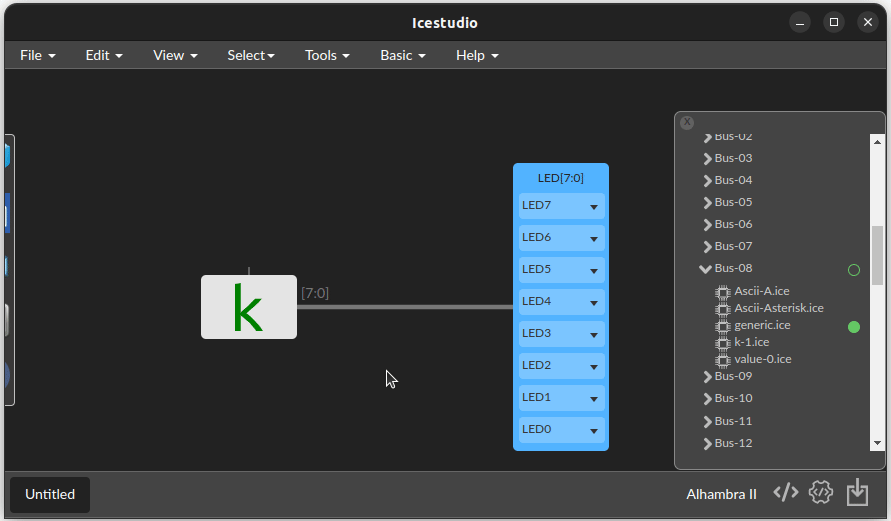 Icestudio
File Edit View Select Tools Basic Help
Bus-02
Bus-03
Bus-04
Bus-05
Bus-06
Bus-07
Bus-08
Ascii-A.ice
Ascii-Asterisk.ice
generic.ice
k-1.ice
value-0.ice
Bus-09
Bus-10
Bus-11
Bus-12
k
[7:0]
LED[7:0]
LED7
LED6
LED5
LED4
LED3
LED2
LED1
LED0
Untitled
Alhambra II